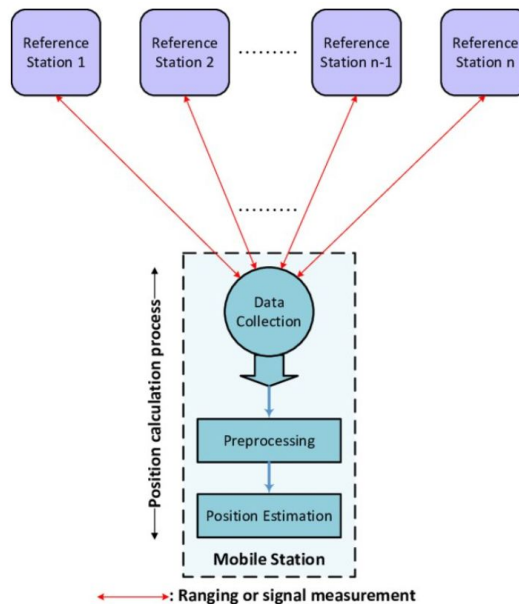 Reference
Station 1
Reference
Station 2
.........
Reference
Station n-1
Reference
Station n
.........
Position calculation process
Data
Collection
Preprocessing
Position Estimation
Mobile Station
: Ranging or signal measurement